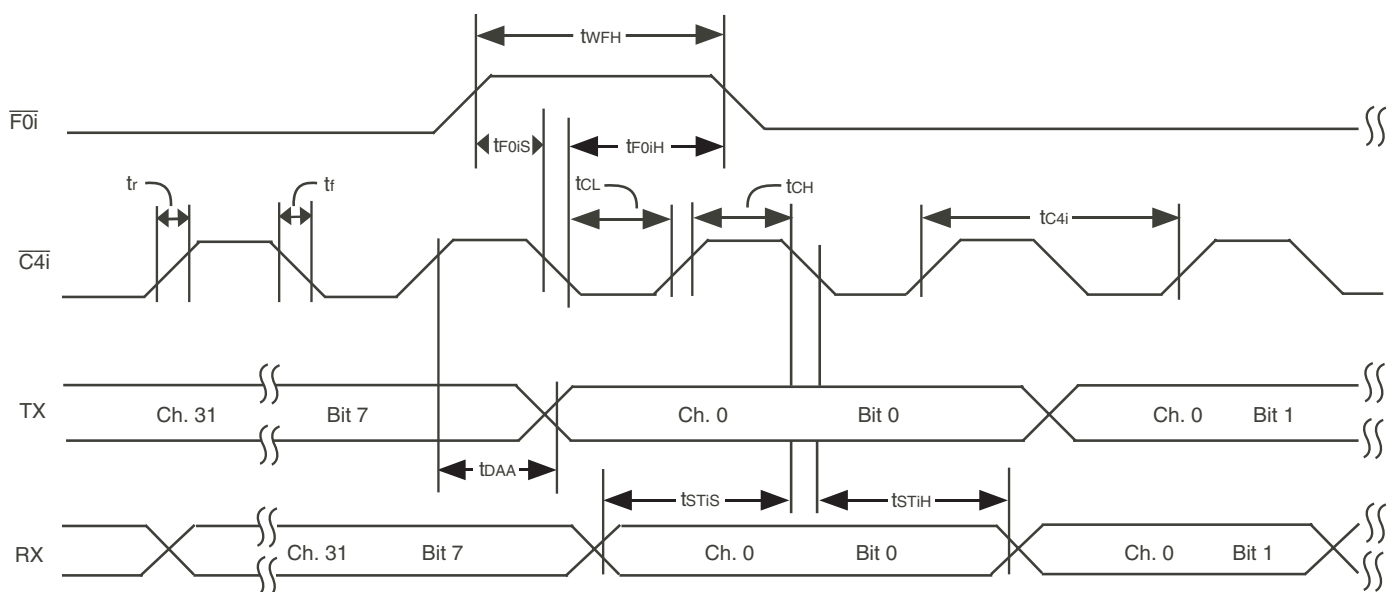 tWFH
F0i
tF0iS
tF0iH
tr
tf
tCL
tCH
tC4i
C4i
TX
Ch. 31
Bit 7
Ch. 0
Bit 0
Ch. 0
Bit 1
tDAA
tSTiS
tSTiH
RX
Ch. 31
Bit 7
Ch. 0
Bit 0
Ch. 0
Bit 1